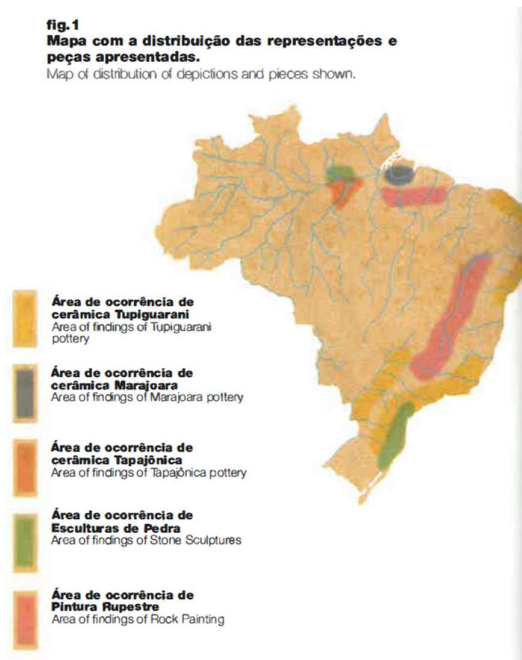 fig.1
Mapa com a distribuição das representações e
peças apresentadas.
Map of distribution of depictions and pieces shown.
Área de ocorrência de
cerâmica Tupiguarani
Area of findings of Tupiguarani
pottery
Área de ocorrência de
cerâmica Marajoara
Area of findings of Marajoara pottery
Área de ocorrência de
cerâmica Tapajônica
Area of findings of Tapajônica pottery
Área de ocorrência de
Esculturas de Pedra
Area of findings of Stone Sculptures
Área de ocorrência de
Pintura Rupestre
Area of findings of Rock Painting